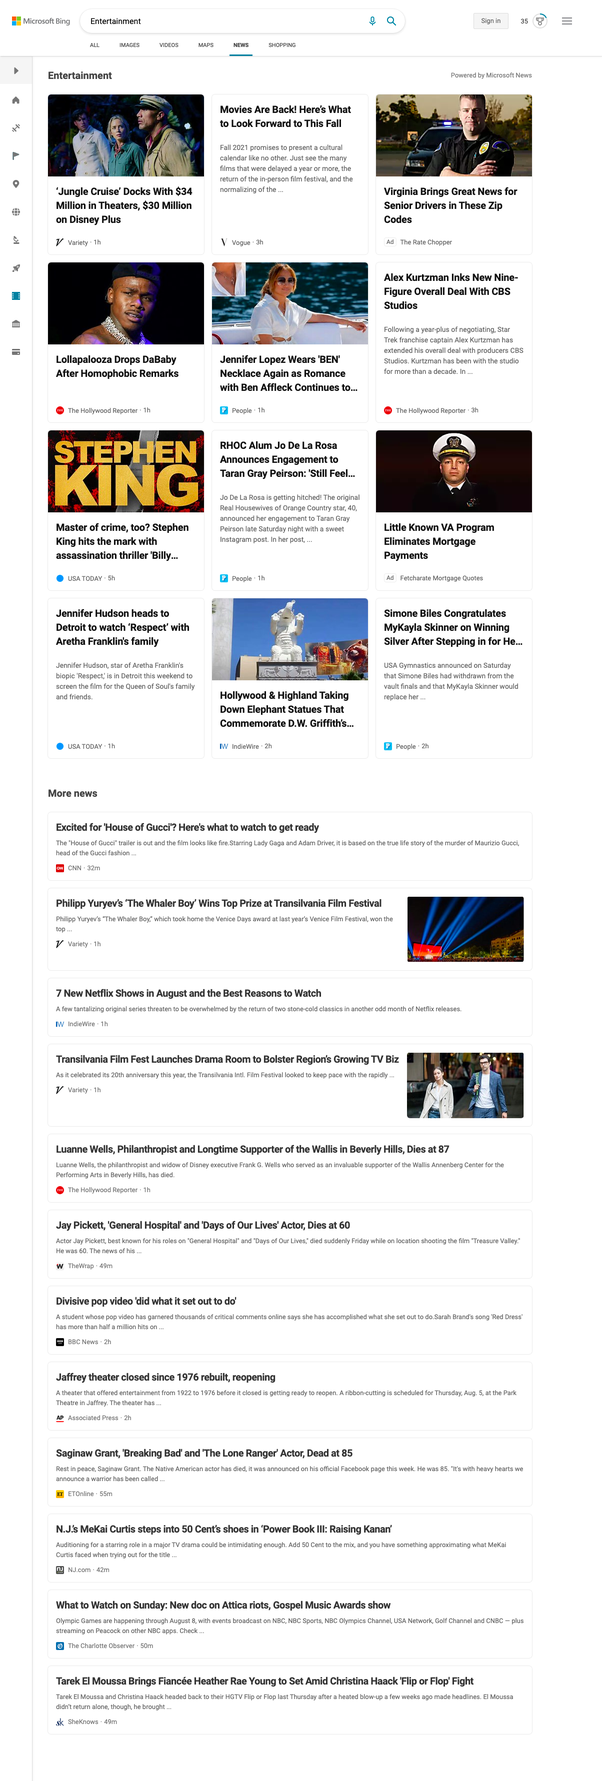 Microsoft Bing
Entertainment
Sign in
35
ALL
IMAGES
VIDEOS
MAPS
NEWS
SHOPPING
Entertainment
Powered by Microsoft News
'Jungle Cruise' Docks With $34
Million in Theaters, $30 Million
on Disney Plus
Variety · 1h
Movies Are Back! Here's What
to Look Forward to This Fall
Fall 2021 promises to present a cultural
calendar like no other. Just see the many
films that were delayed a year or more, the
return of the in-person film festival, and the
normalizing of the ...
Vogue · 3h
Virginia Brings Great News for
Senior Drivers in These Zip
Codes
Ad The Rate Chopper
Lollapalooza Drops DaBaby
After Homophobic Remarks
The Hollywood Reporter · 1h
Jennifer Lopez Wears 'BEN'
Necklace Again as Romance
with Ben Affleck Continues to...
People · 1h
Alex Kurtzman Inks New Nine-
Figure Overall Deal With CBS
Studios
Following a year-plus of negotiating, Star
Trek franchise captain Alex Kurtzman has
extended his overall deal with producers CBS
Studios. Kurtzman has been with the studio
for more than a decade. In ...
The Hollywood Reporter · 3h
STEPHEN
KING
Master of crime, too? Stephen
King hits the mark with
assassination thriller 'Billy...
USA TODAY · 5h
RHOC Alum Jo De La Rosa
Announces Engagement to
Taran Gray Peirson: 'Still Feel...
Jo De La Rosa is getting hitched! The original
Real Housewives of Orange Country star, 40,
announced her engagement to Taran Gray
Peirson late Saturday night with a sweet
Instagram post. In her post, ...
People · 1h
Little Known VA Program
Eliminates Mortgage
Payments
Ad Fetcharate Mortgage Quotes
Jennifer Hudson heads to
Detroit to watch 'Respect' with
Aretha Franklin's family
Jennifer Hudson, star of Aretha Franklin's
biopic 'Respect,' is in Detroit this weekend to
screen the film for the Queen of Soul's family
and friends.
USA TODAY · 1h
Hollywood & Highland Taking
Down Elephant Statues That
Commemorate D.W. Griffith's...
IW IndieWire · 2h
Simone Biles Congratulates
MyKayla Skinner on Winning
Silver After Stepping in for He...
USA Gymnastics announced on Saturday
that Simone Biles had withdrawn from the
vault finals and that MyKayla Skinner would
replace her ...
People · 2h
More news
Excited for 'House of Gucci'? Here's what to watch to get ready
The "House of Gucci" trailer is out and the film looks like fire.Starring Lady Gaga and Adam Driver, it is based on the true life story of the murder of Maurizio Gucci,
head of the Gucci fashion ...
CNN · 32m
Philipp Yuryev's 'The Whaler Boy' Wins Top Prize at Transilvania Film Festival
Philipp Yuryev's "The Whaler Boy," which took home the Venice Days award at last year's Venice Film Festival, won the
top ...
Variety · 1h
7 New Netflix Shows in August and the Best Reasons to Watch
A few tantalizing original series threaten to be overwhelmed by the return of two stone-cold classics in another odd month of Netflix releases.
IW IndieWire · 1h
Transilvania Film Fest Launches Drama Room to Bolster Region's Growing TV Biz
As it celebrated its 20th anniversary this year, the Transilvania Intl. Film Festival looked to keep pace with the rapidly ...
Variety · 1h
Luanne Wells, Philanthropist and Longtime Supporter of the Wallis in Beverly Hills, Dies at 87
Luanne Wells, the philanthropist and widow of Disney executive Frank G. Wells who served as an invaluable supporter of the Wallis Annenberg Center for the
Performing Arts in Beverly Hills, has died.
The Hollywood Reporter · 1h
Jay Pickett, 'General Hospital' and 'Days of Our Lives' Actor, Dies at 60
Actor Jay Pickett, best known for his roles on "General Hospital" and "Days of Our Lives," died suddenly Friday while on location shooting the film "Treasure Valley."
He was 60. The news of his ...
TheWrap · 49m
Divisive pop video 'did what it set out to do'
A student whose pop video has garnered thousands of critical comments online says she has accomplished what she set out to do.Sarah Brand's song 'Red Dress'
has more than half a million hits on ...
BBC News · 2h
Jaffrey theater closed since 1976 rebuilt, reopening
A theater that offered entertainment from 1922 to 1976 before it closed is getting ready to reopen. A ribbon-cutting is scheduled for Thursday, Aug. 5, at the Park
Theatre in Jaffrey. The theater has ...
AP Associated Press · 2h
Saginaw Grant, 'Breaking Bad' and 'The Lone Ranger' Actor, Dead at 85
Rest in peace, Saginaw Grant. The Native American actor has died, it was announced on his official Facebook page this week. He was 85. "It's with heavy hearts we
announce a warrior has been called ...
ET ETOnline · 55m
N.J.'s MeKai Curtis steps into 50 Cent's shoes in 'Power Book III: Raising Kanan'
Auditioning for a starring role in a major TV drama could be intimidating enough. Add 50 Cent to the mix, and you have something approximating what MeKai
Curtis faced when trying out for the title ...
NJ.com · 42m
What to Watch on Sunday: New doc on Attica riots, Gospel Music Awards show
Olympic Games are happening through August 8, with events broadcast on NBC, NBC Sports, NBC Olympics Channel, USA Network, Golf Channel and CNBC — plus
streaming on Peacock on other NBC apps. Check ...
The Charlotte Observer · 50m
Tarek El Moussa Brings Fiancée Heather Rae Young to Set Amid Christina Haack 'Flip or Flop' Fight
Tarek El Moussa and Christina Haack headed back to their HGTV Flip or Flop last Thursday after a heated blow-up a few weeks ago made headlines. El Moussa
didn't return alone, though, he brought ...
sk SheKnows · 49m